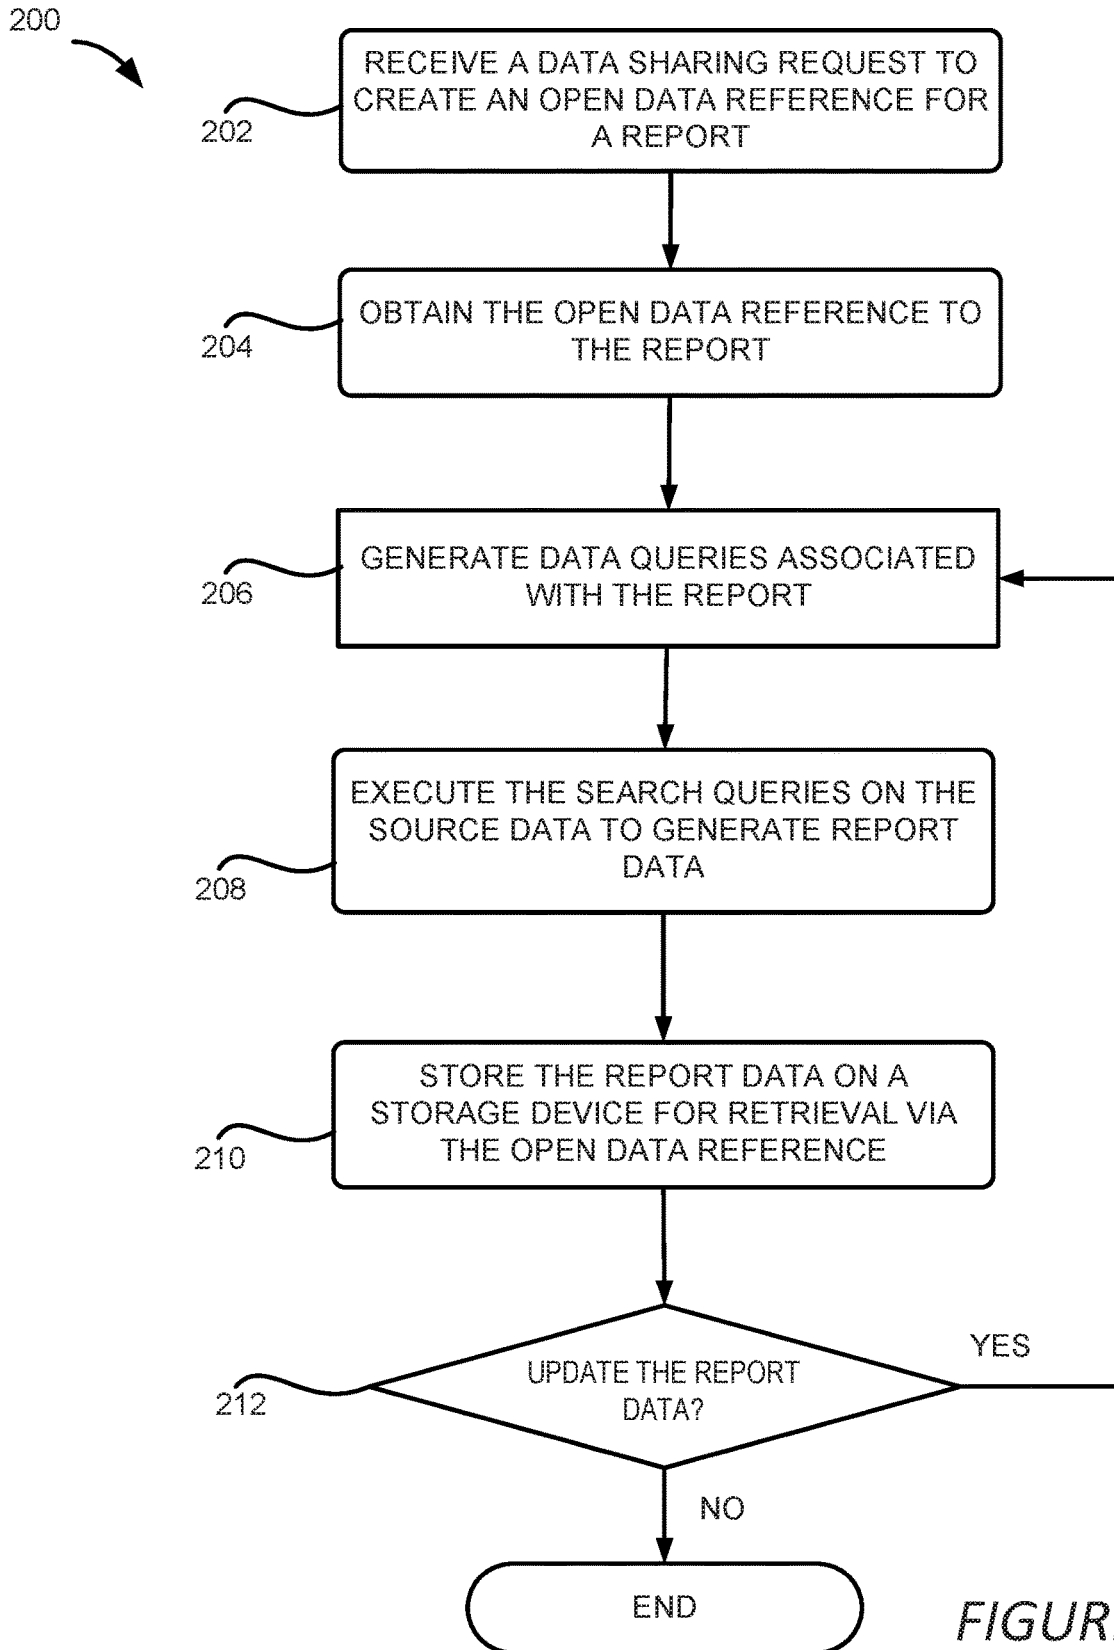 200
RECEIVE A DATA SHARING REQUEST TO
CREATE AN OPEN DATA REFERENCE FOR
A REPORT
202
OBTAIN THE OPEN DATA REFERENCE TO
THE REPORT
204
GENERATE DATA QUERIES ASSOCIATED
WITH THE REPORT
206
EXECUTE THE SEARCH QUERIES ON THE
SOURCE DATA TO GENERATE REPORT
DATA
208
STORE THE REPORT DATA ON A
STORAGE DEVICE FOR RETRIEVAL VIA
THE OPEN DATA REFERENCE
210
UPDATE THE REPORT
DATA?
212
YES
NO
END